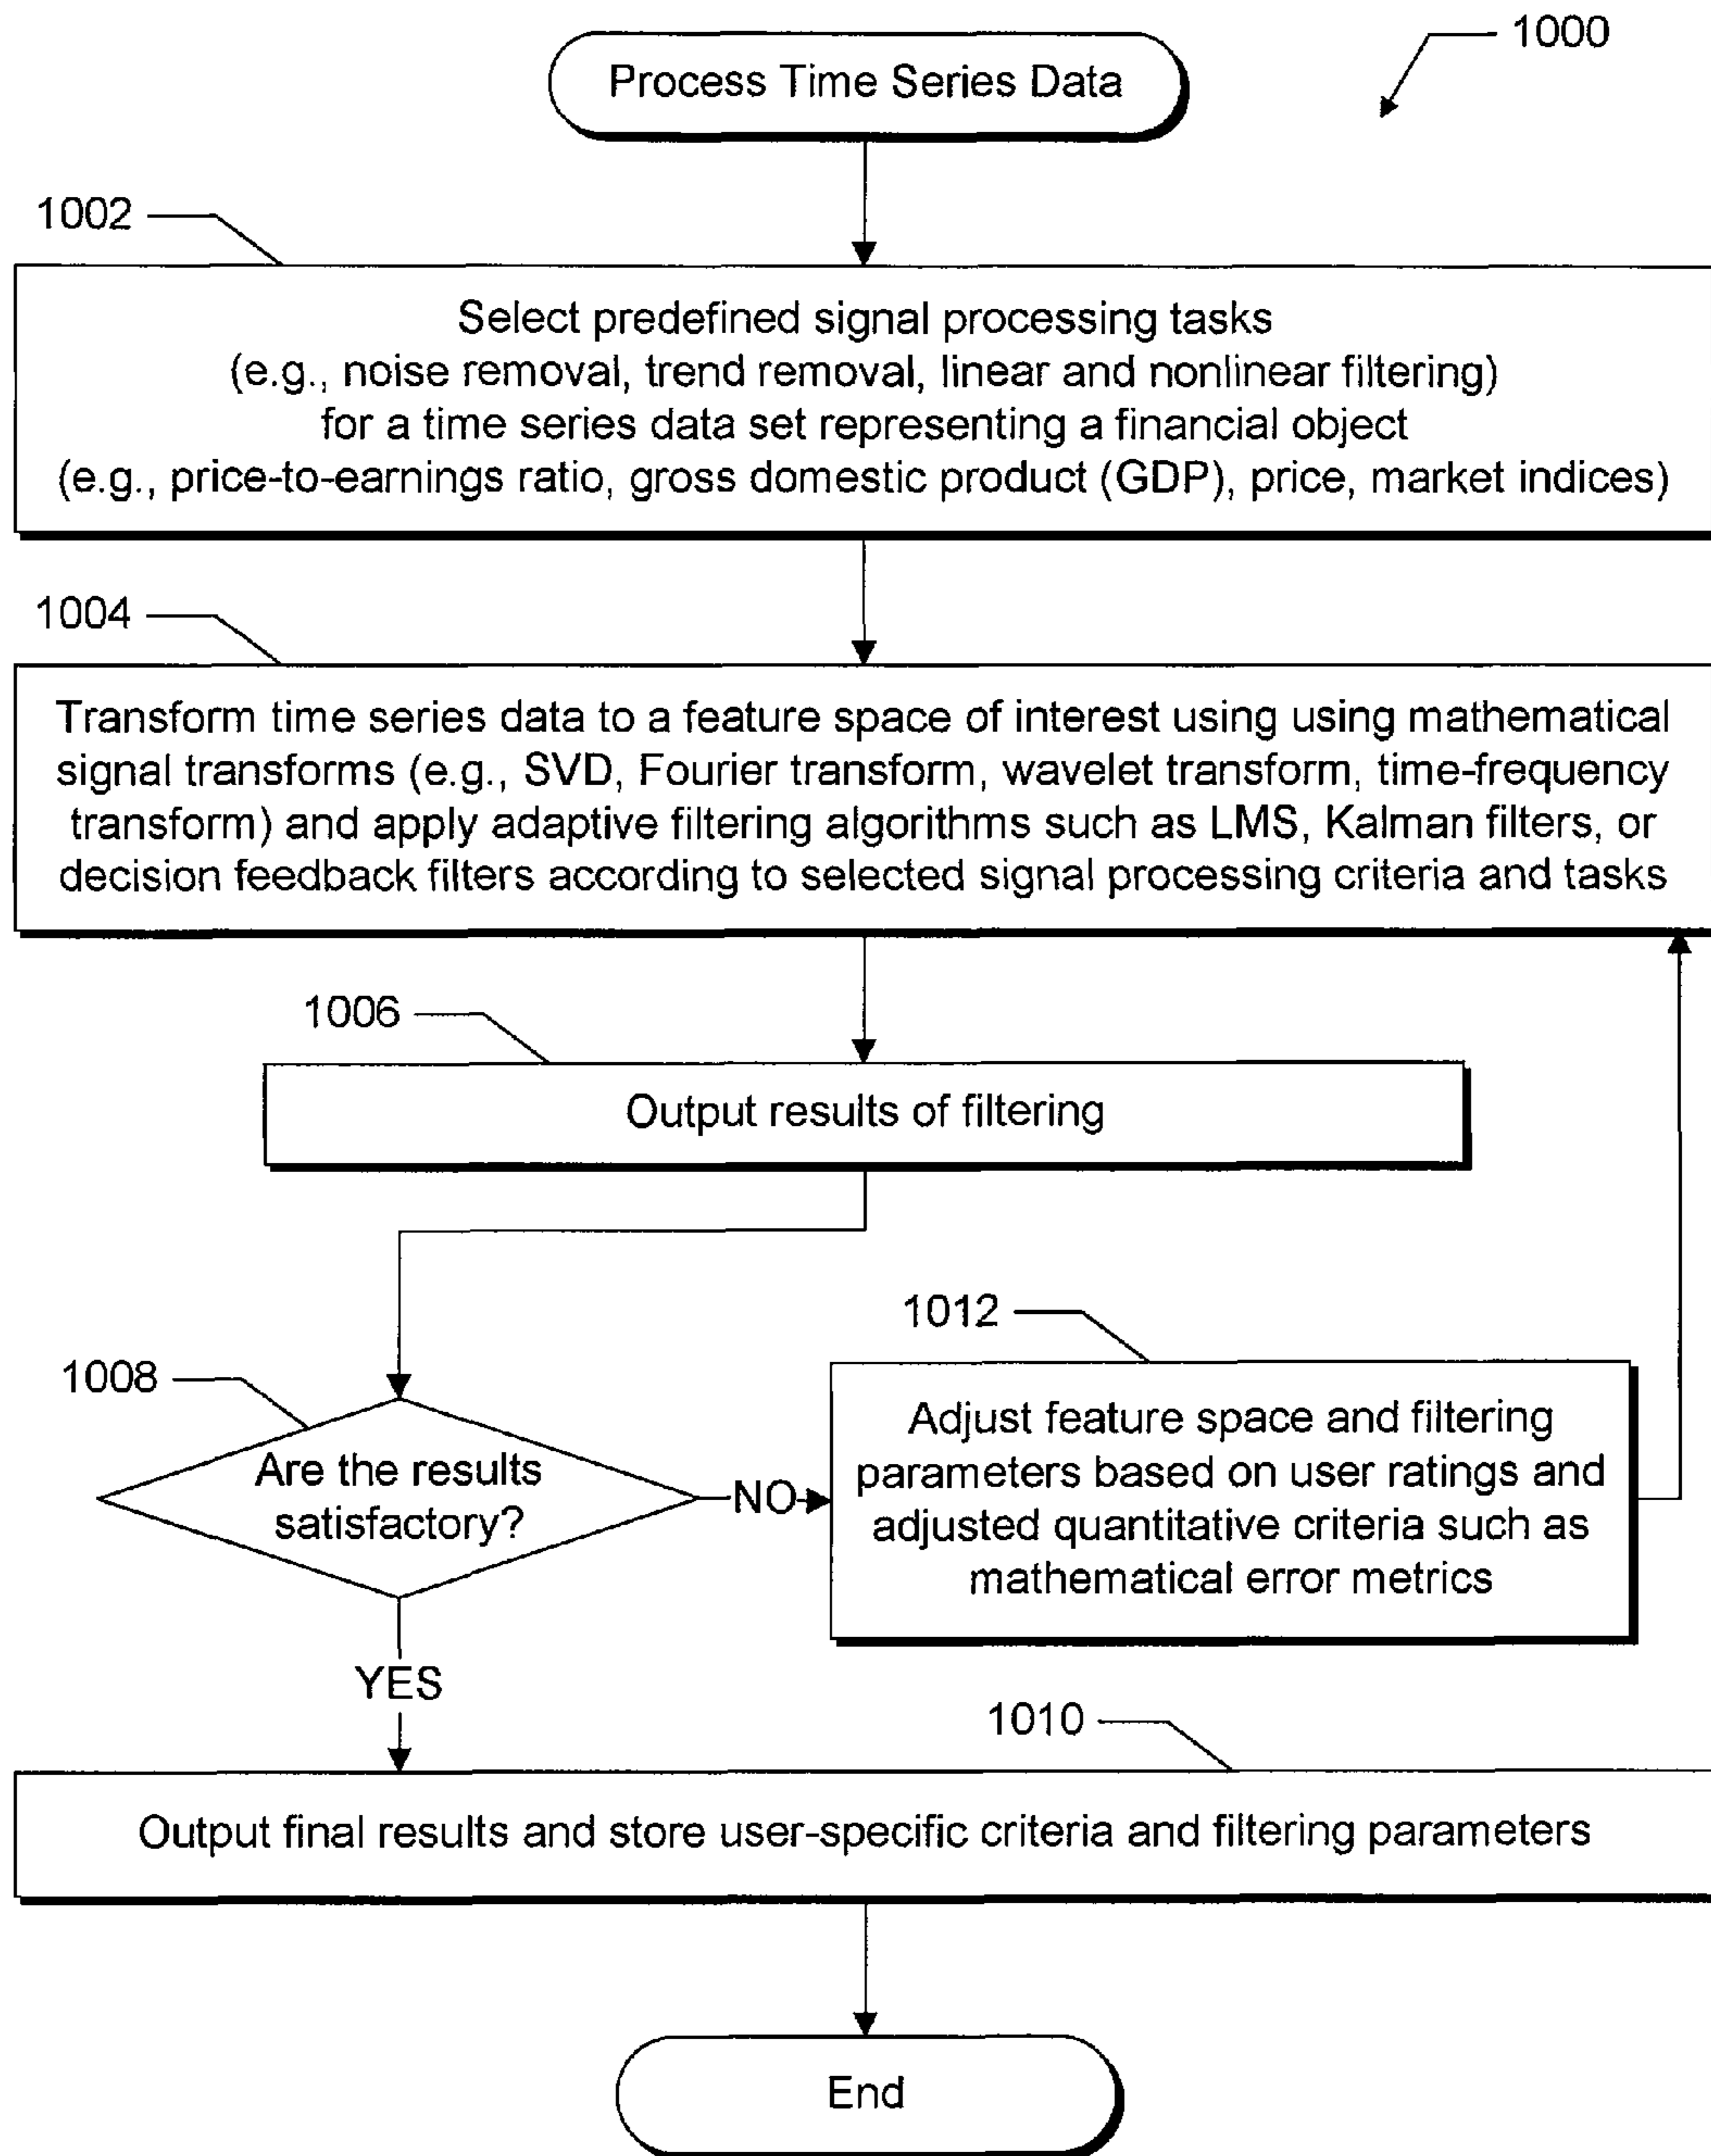 1000
Process Time Series Data
1002
Select predefined signal processing tasks
(e.g., noise removal, trend removal, linear and nonlinear filtering)
for a time series data set representing a financial object
(e.g., price-to-earnings ratio, gross domestic product (GDP), price, market indices)
1004
Transform time series data to a feature space of interest using using mathematical
signal transforms (e.g., SVD, Fourier transform, wavelet transform, time-frequency
transform) and apply adaptive filtering algorithms such as LMS, Kalman filters, or
decision feedback filters according to selected signal processing criteria and tasks
1006
Output results of filtering
1008
Are the results
satisfactory?
NO
1012
Adjust feature space and filtering
parameters based on user ratings and
adjusted quantitative criteria such as
mathematical error metrics
YES
1010
Output final results and store user-specific criteria and filtering parameters
End